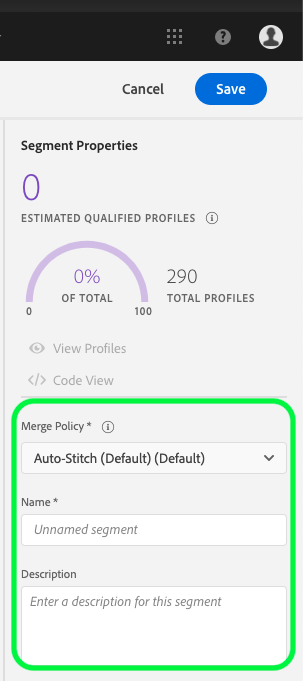 Cancel
Save
Segment Properties
0
ESTIMATED QUALIFIED PROFILES
0%
OF TOTAL
0
100
290
TOTAL PROFILES
View Profiles
</> Code View
Merge Policy *
Auto-Stitch (Default) (Default)
Name *
Unnamed segment
Description
Enter a description for this segment